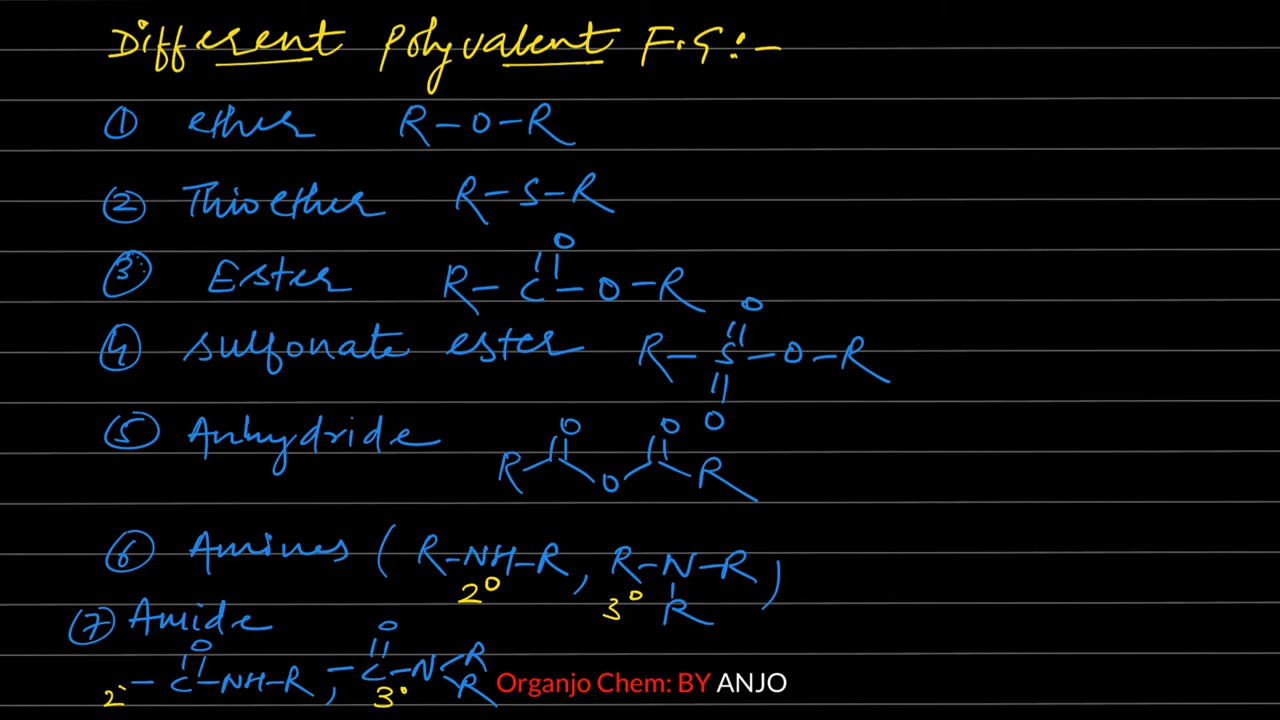 Different Polyvalent F.G:-
① ether R-O-R
② Thioether R-S-R
③ Ester R-C(=O)-O-R
④ sulfonate ester R-S(=O)(=O)-O-R
⑤ Anhydride R-C(=O)-O-C(=O)-R
⑥ Amines (R-NH-R, R-N-R)
2° 3° R
⑦ Amide
-C(=O)-NH-R, -C(=O)-N<R R
2° 3°
Organjo Chem: BY ANJO